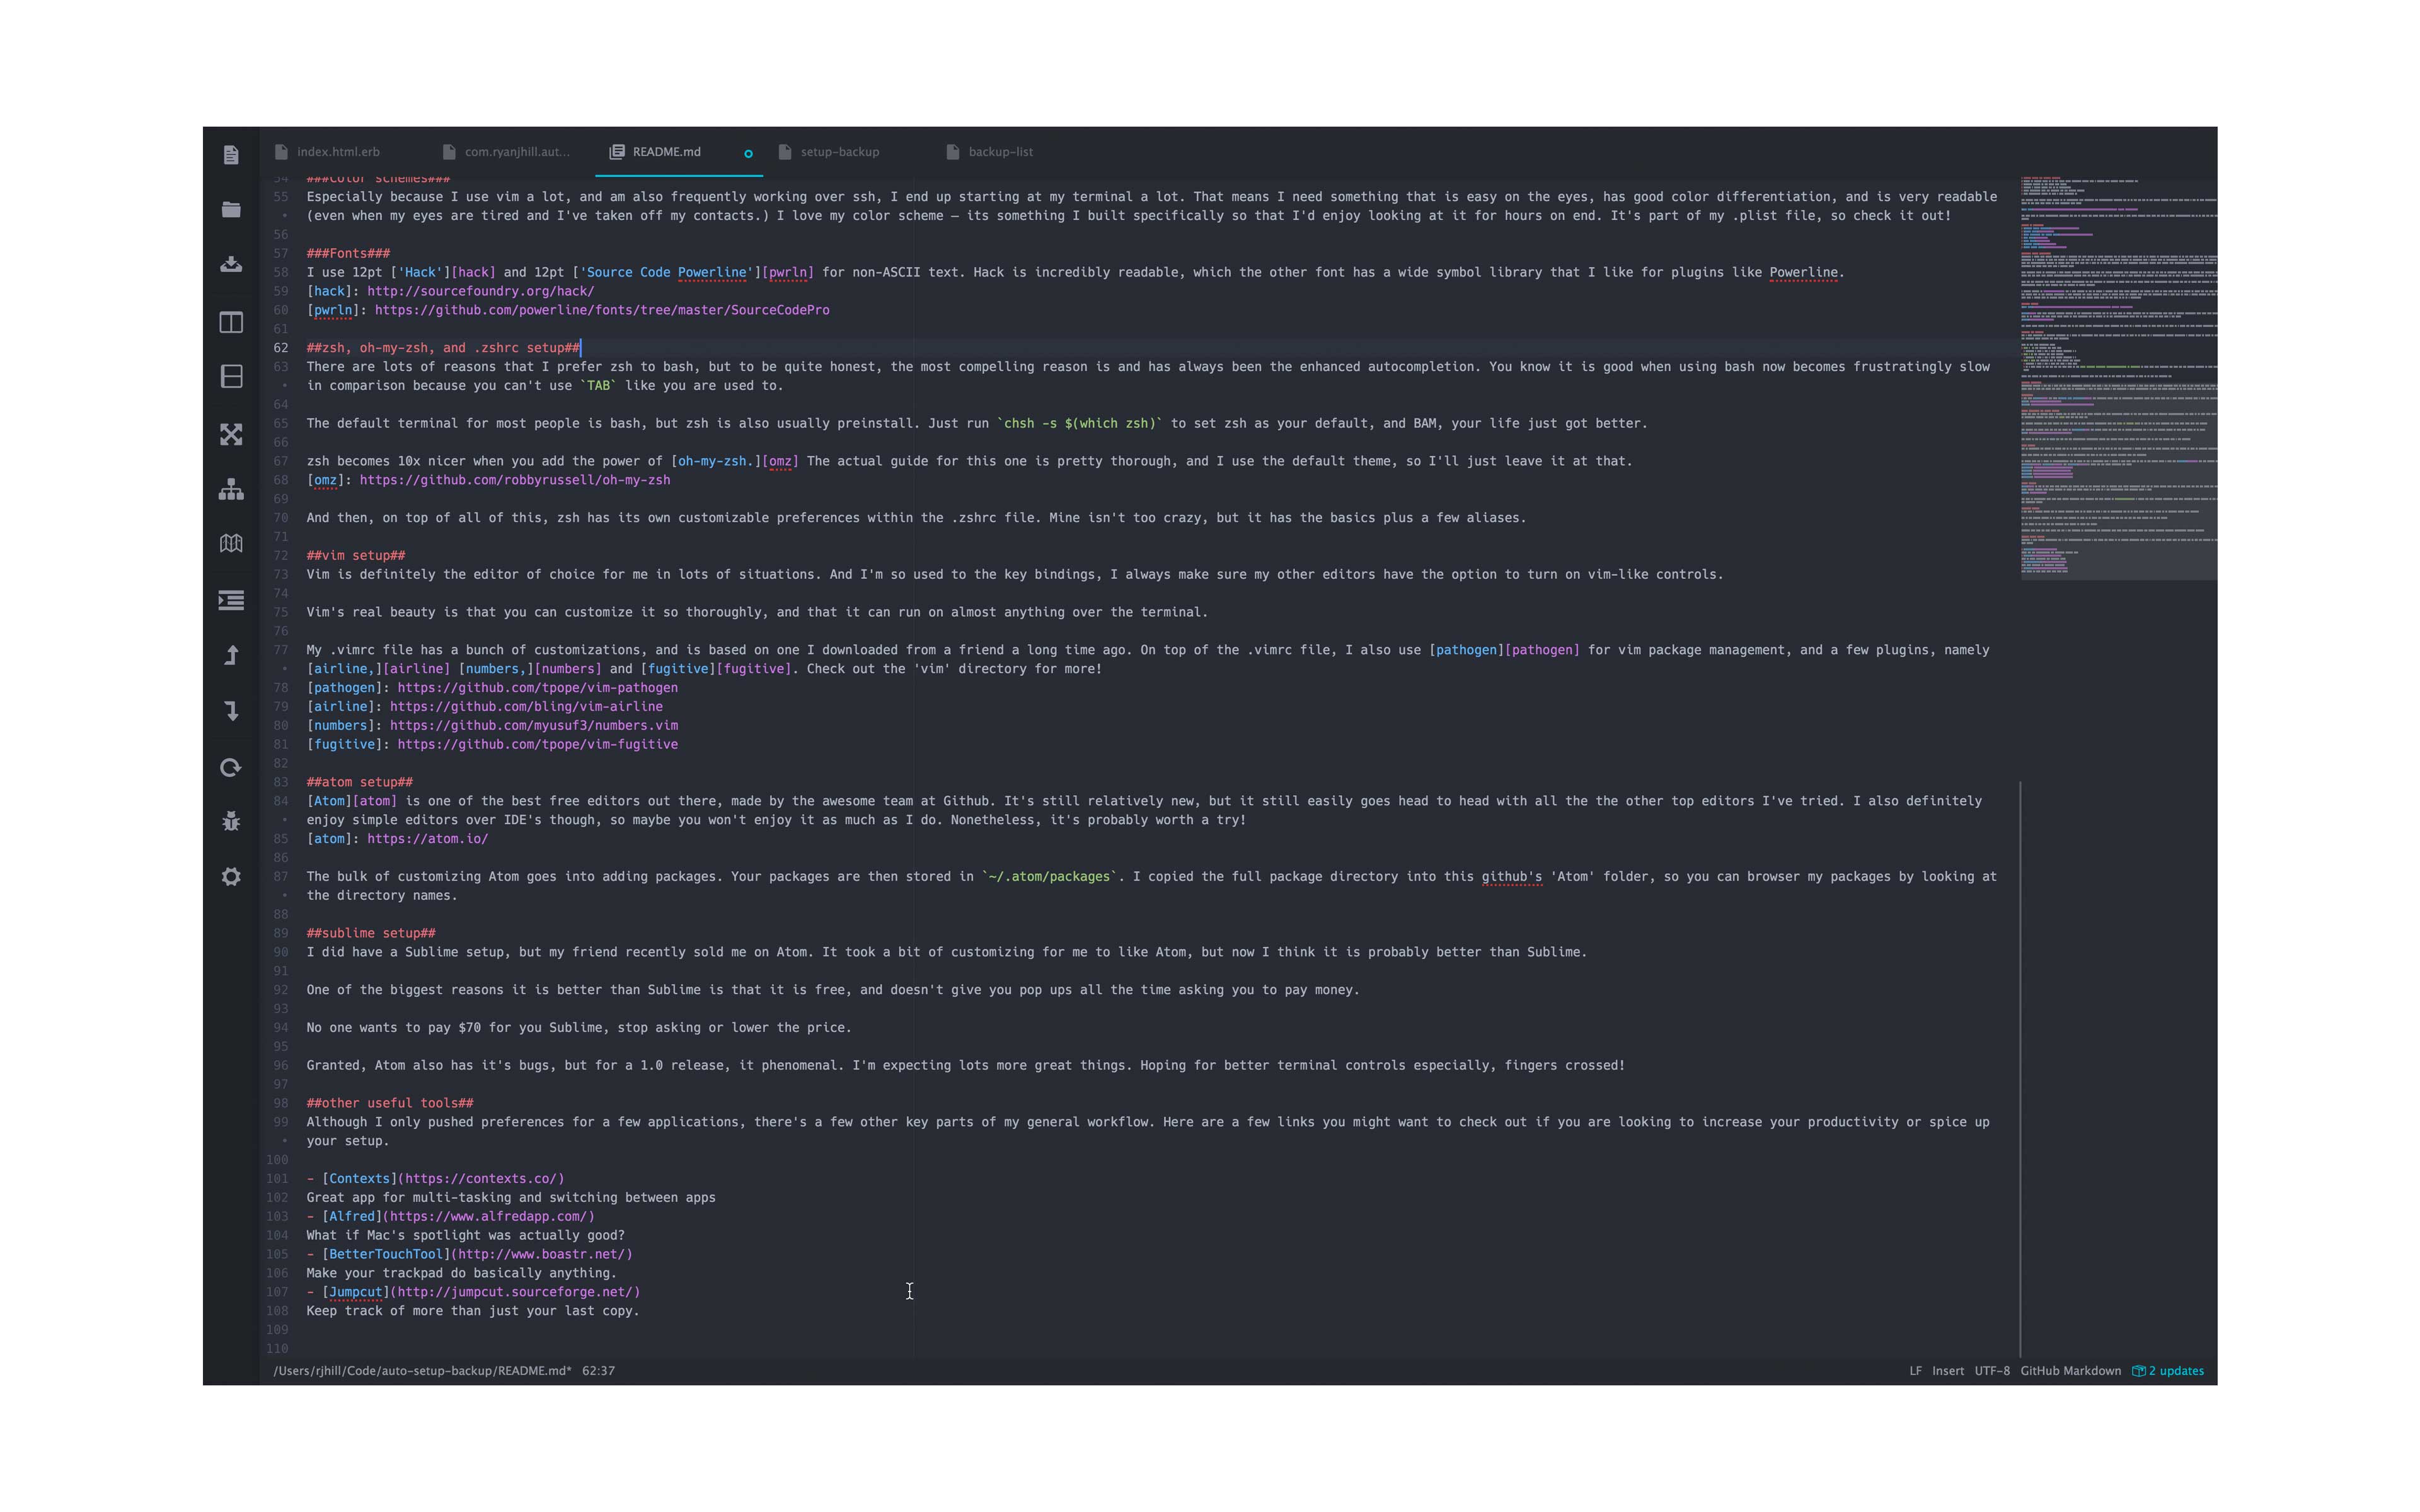 index.html.erb
com.ryanjhill.aut...
README.md
setup-backup
backup-list
54 ###Color schemes###
55 Especially because I use vim a lot, and am also frequently working over ssh, I end up starting at my terminal a lot. That means I need something that is easy on the eyes, has good color differentiation, and is very readable
• (even when my eyes are tired and I've taken off my contacts.) I love my color scheme — its something I built specifically so that I'd enjoy looking at it for hours on end. It's part of my .plist file, so check it out!
56
57 ###Fonts###
58 I use 12pt ['Hack'][hack] and 12pt ['Source Code Powerline'][pwrln] for non-ASCII text. Hack is incredibly readable, which the other font has a wide symbol library that I like for plugins like Powerline.
59 [hack]: http://sourcefoundry.org/hack/
60 [pwrln]: https://github.com/powerline/fonts/tree/master/SourceCodePro
61
62 ##zsh, oh-my-zsh, and .zshrc setup##
63 There are lots of reasons that I prefer zsh to bash, but to be quite honest, the most compelling reason is and has always been the enhanced autocompletion. You know it is good when using bash now becomes frustratingly slow
• in comparison because you can't use `TAB` like you are used to.
64
65 The default terminal for most people is bash, but zsh is also usually preinstall. Just run `chsh -s $(which zsh)` to set zsh as your default, and BAM, your life just got better.
66
67 zsh becomes 10x nicer when you add the power of [oh-my-zsh.][omz] The actual guide for this one is pretty thorough, and I use the default theme, so I'll just leave it at that.
68 [omz]: https://github.com/robbyrussell/oh-my-zsh
69
70 And then, on top of all of this, zsh has its own customizable preferences within the .zshrc file. Mine isn't too crazy, but it has the basics plus a few aliases.
71
72 ##vim setup##
73 Vim is definitely the editor of choice for me in lots of situations. And I'm so used to the key bindings, I always make sure my other editors have the option to turn on vim-like controls.
74
75 Vim's real beauty is that you can customize it so thoroughly, and that it can run on almost anything over the terminal.
76
77 My .vimrc file has a bunch of customizations, and is based on one I downloaded from a friend a long time ago. On top of the .vimrc file, I also use [pathogen][pathogen] for vim package management, and a few plugins, namely
• [airline,][airline] [numbers,][numbers] and [fugitive][fugitive]. Check out the 'vim' directory for more!
78 [pathogen]: https://github.com/tpope/vim-pathogen
79 [airline]: https://github.com/bling/vim-airline
80 [numbers]: https://github.com/myusuf3/numbers.vim
81 [fugitive]: https://github.com/tpope/vim-fugitive
82
83 ##atom setup##
84 [Atom][atom] is one of the best free editors out there, made by the awesome team at Github. It's still relatively new, but it still easily goes head to head with all the the other top editors I've tried. I also definitely
• enjoy simple editors over IDE's though, so maybe you won't enjoy it as much as I do. Nonetheless, it's probably worth a try!
85 [atom]: https://atom.io/
86
87 The bulk of customizing Atom goes into adding packages. Your packages are then stored in `~/.atom/packages`. I copied the full package directory into this github's 'Atom' folder, so you can browser my packages by looking at
• the directory names.
88
89 ##sublime setup##
90 I did have a Sublime setup, but my friend recently sold me on Atom. It took a bit of customizing for me to like Atom, but now I think it is probably better than Sublime.
91
92 One of the biggest reasons it is better than Sublime is that it is free, and doesn't give you pop ups all the time asking you to pay money.
93
94 No one wants to pay $70 for you Sublime, stop asking or lower the price.
95
96 Granted, Atom also has it's bugs, but for a 1.0 release, it phenomenal. I'm expecting lots more great things. Hoping for better terminal controls especially, fingers crossed!
97
98 ##other useful tools##
99 Although I only pushed preferences for a few applications, there's a few other key parts of my general workflow. Here are a few links you might want to check out if you are looking to increase your productivity or spice up
• your setup.
100
101 - [Contexts](https://contexts.co/)
102 Great app for multi-tasking and switching between apps
103 - [Alfred](https://www.alfredapp.com/)
104 What if Mac's spotlight was actually good?
105 - [BetterTouchTool](http://www.boastr.net/)
106 Make your trackpad do basically anything.
107 - [Jumpcut](http://jumpcut.sourceforge.net/)
108 Keep track of more than just your last copy.
109
110
/Users/rjhill/Code/auto-setup-backup/README.md* 62:37
LF Insert UTF-8 GitHub Markdown 2 updates